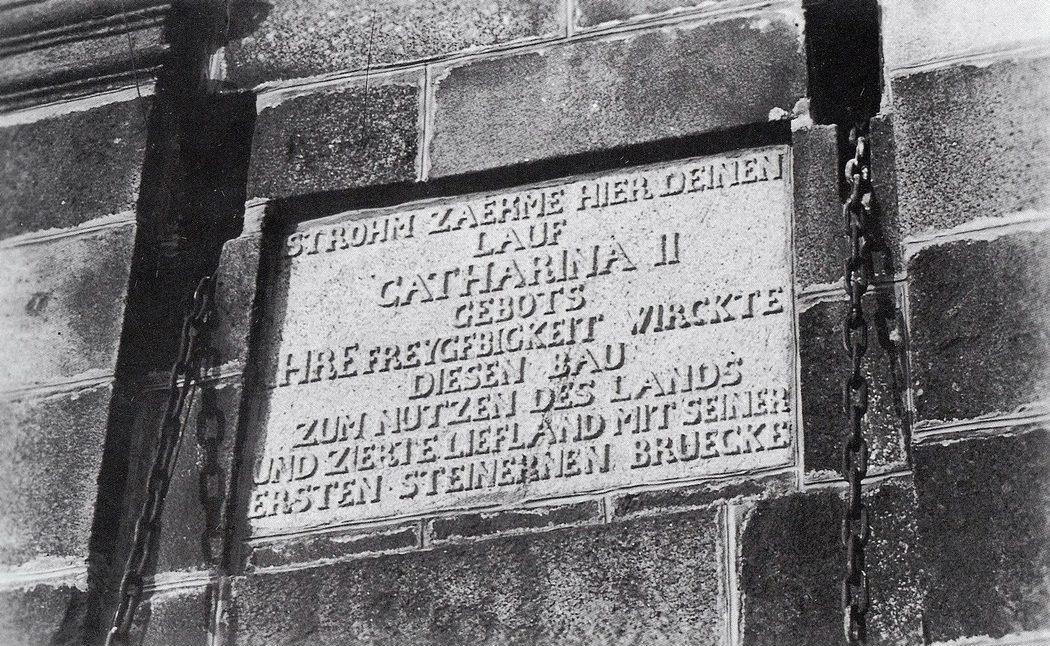 STROHM ZAEHME HIER DEINEN
LAUF
CATHARINA II
GEBOTS
IHRE FREYGEBIGKEIT WIRCKTE
DIESEN BAU
ZUM NUTZEN DES LANDS
UND ZIERTE LIEFLAND MIT SEINER
ERSTEN STEINERNEN BRUECKE